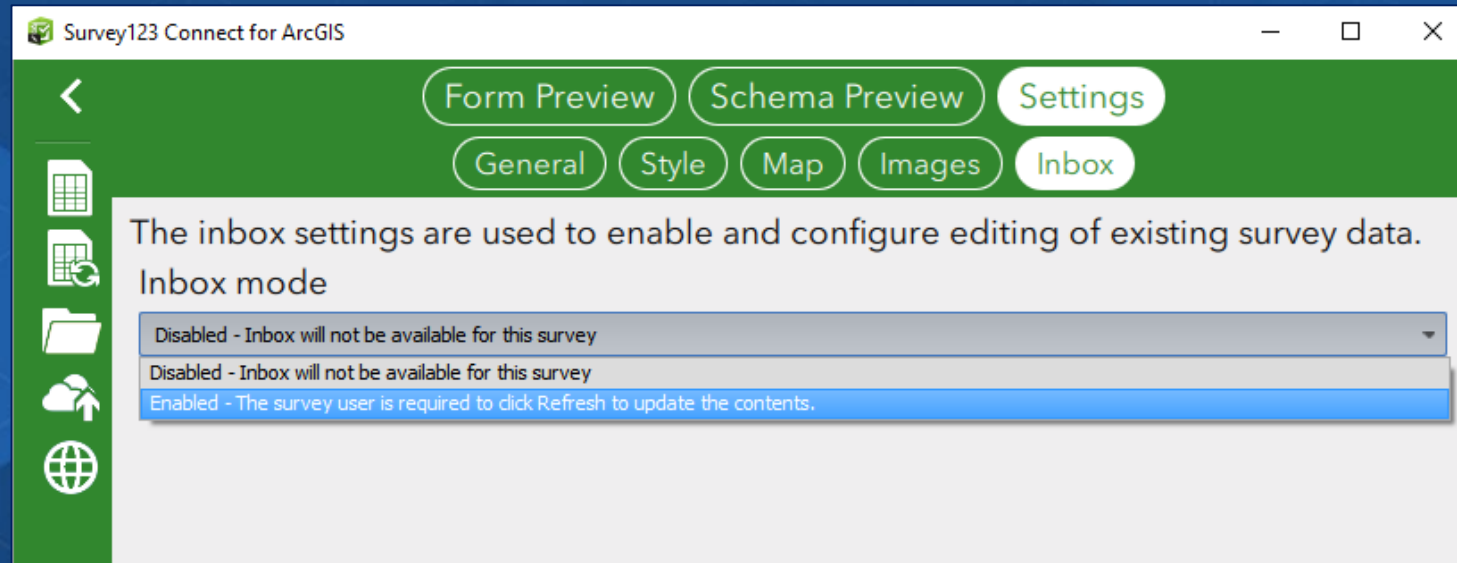 Survey123 Connect for ArcGIS
Form Preview Schema Preview Settings
General Style Map Images Inbox
The inbox settings are used to enable and configure editing of existing survey data.
Inbox mode
Disabled - Inbox will not be available for this survey
Disabled - Inbox will not be available for this survey
Enabled - The survey user is required to click Refresh to update the contents.